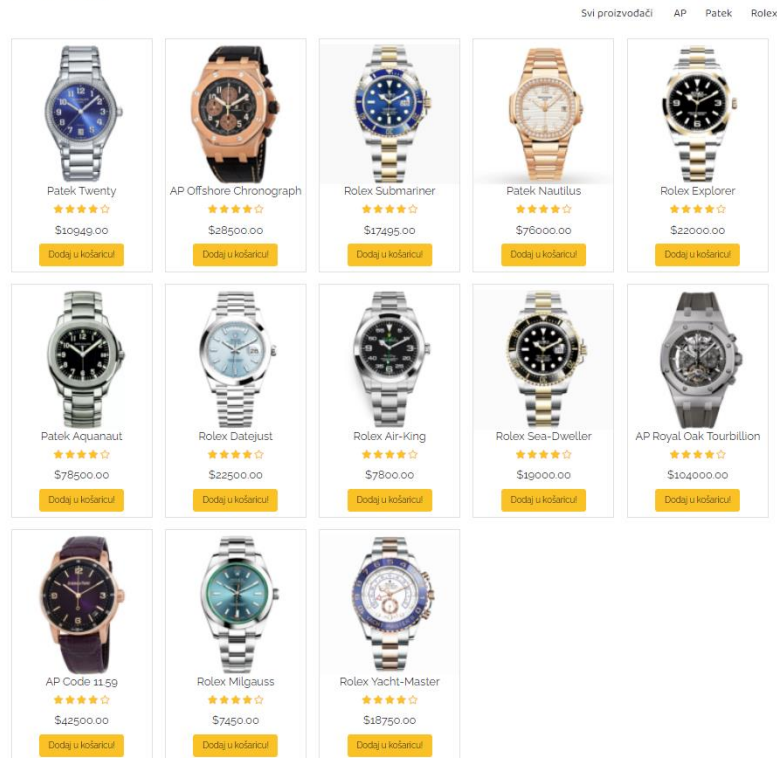 Svi proizvođači AP Patek Rolex
Patek Twenty
$10949.00
Dodaj u košaricu!
AP Offshore Chronograph
$28500.00
Dodaj u košaricu!
Rolex Submariner
$17495.00
Dodaj u košaricu!
Patek Nautilus
$76000.00
Dodaj u košaricu!
Rolex Explorer
$22000.00
Dodaj u košaricu!
Patek Aquanaut
$78500.00
Dodaj u košaricu!
Rolex Datejust
$22500.00
Dodaj u košaricu!
Rolex Air-King
$7800.00
Dodaj u košaricu!
Rolex Sea-Dweller
$19000.00
Dodaj u košaricu!
AP Royal Oak Tourbillion
$104000.00
Dodaj u košaricu!
AP Code 11.59
$42500.00
Dodaj u košaricu!
Rolex Milgauss
$7450.00
Dodaj u košaricu!
Rolex Yacht-Master
$18750.00
Dodaj u košaricu!